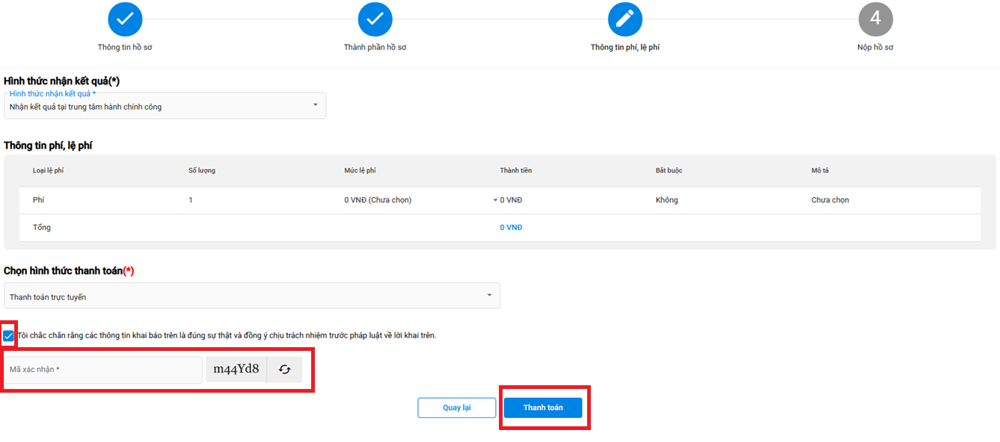 4
Thông tin hồ sơ
Thành phần hồ sơ
Thông tin phí, lệ phí
Nộp hồ sơ
Hình thức nhận kết quả(*)
Hình thức nhận kết quả *
Nhận kết quả tại trung tâm hành chính công
Thông tin phí, lệ phí
Loại lệ phí Số lượng Mức lệ phí Thành tiền Bắt buộc Mô tả
Phí 1 0 VNĐ (Chưa chọn) 0 VNĐ Không Chưa chọn
Tổng 0 VNĐ
Chọn hình thức thanh toán(*)
Thanh toán trực tuyến
Tôi chắc chắn rằng các thông tin khai báo trên là đúng sự thật và đồng ý chịu trách nhiệm trước pháp luật về lời khai trên.
Mã xác nhận * m44Yd8
Quay lại Thanh toán